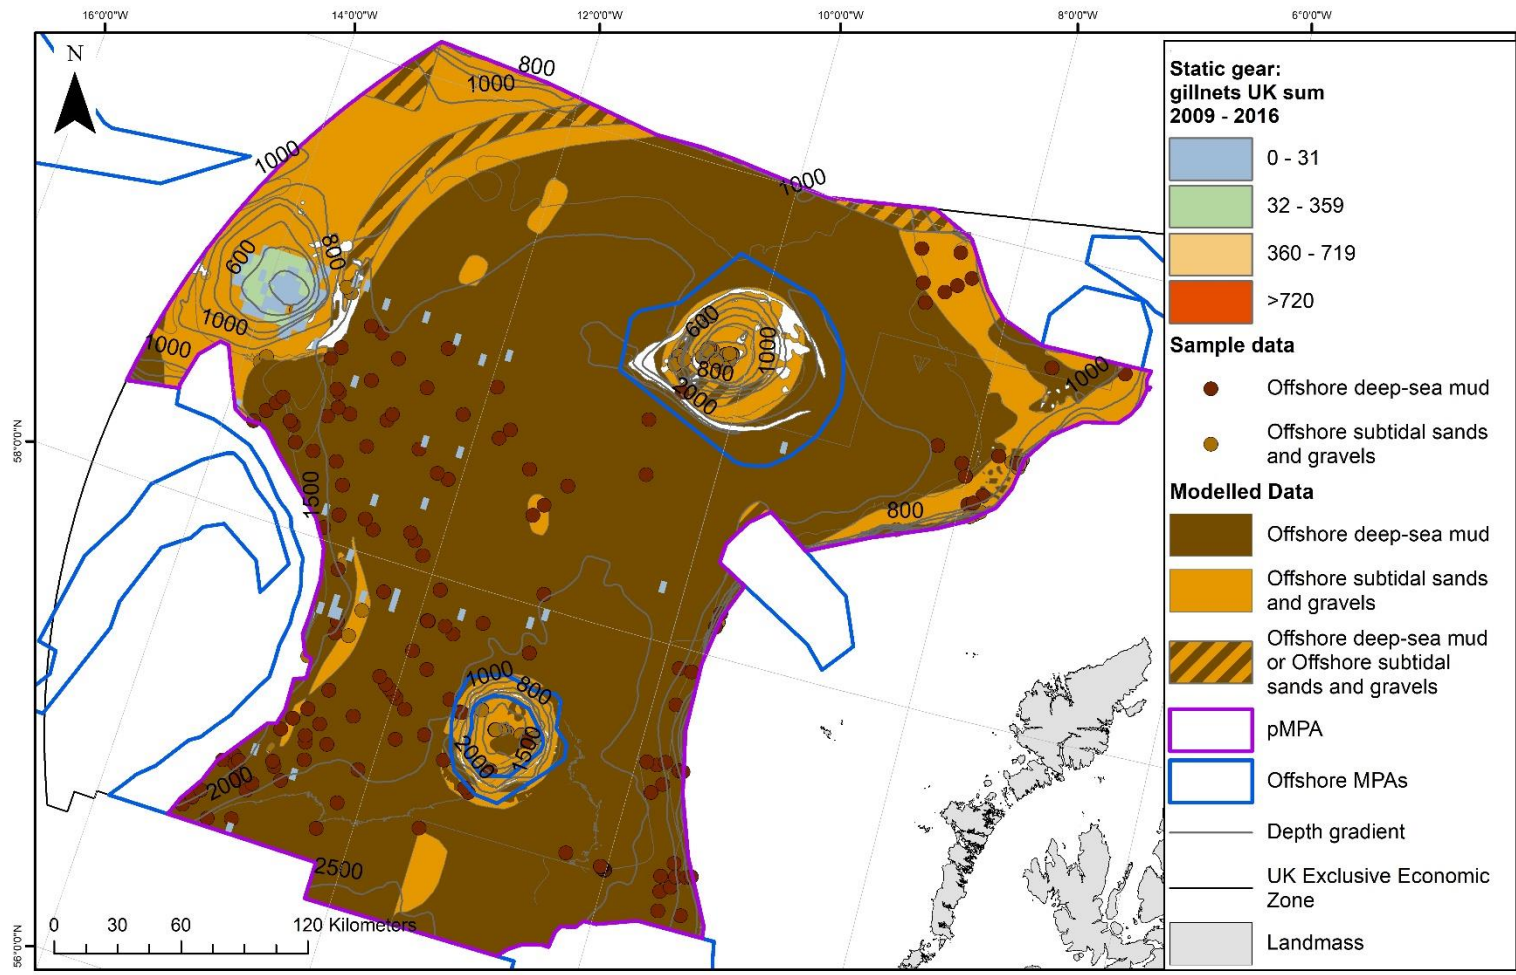 16°0'0"W
14°0'0"W
12°0'0"W
10°0'0"W
8°0'0"W
6°0'0"W
N
800
1000
1000
1000
600
800
1000
1000
600
1000
800
2000
1000
800
58°0'0"N
1500
1000
800
2000
1500
2000
2500
56°0'0"N
0 30 60 120 Kilometers
Static gear:
gillnets UK sum
2009 - 2016
0 - 31
32 - 359
360 - 719
>720
Sample data
Offshore deep-sea mud
Offshore subtidal sands
and gravels
Modelled Data
Offshore deep-sea mud
Offshore subtidal sands
and gravels
Offshore deep-sea mud
or Offshore subtidal
sands and gravels
pMPA
Offshore MPAs
Depth gradient
UK Exclusive Economic
Zone
Landmass